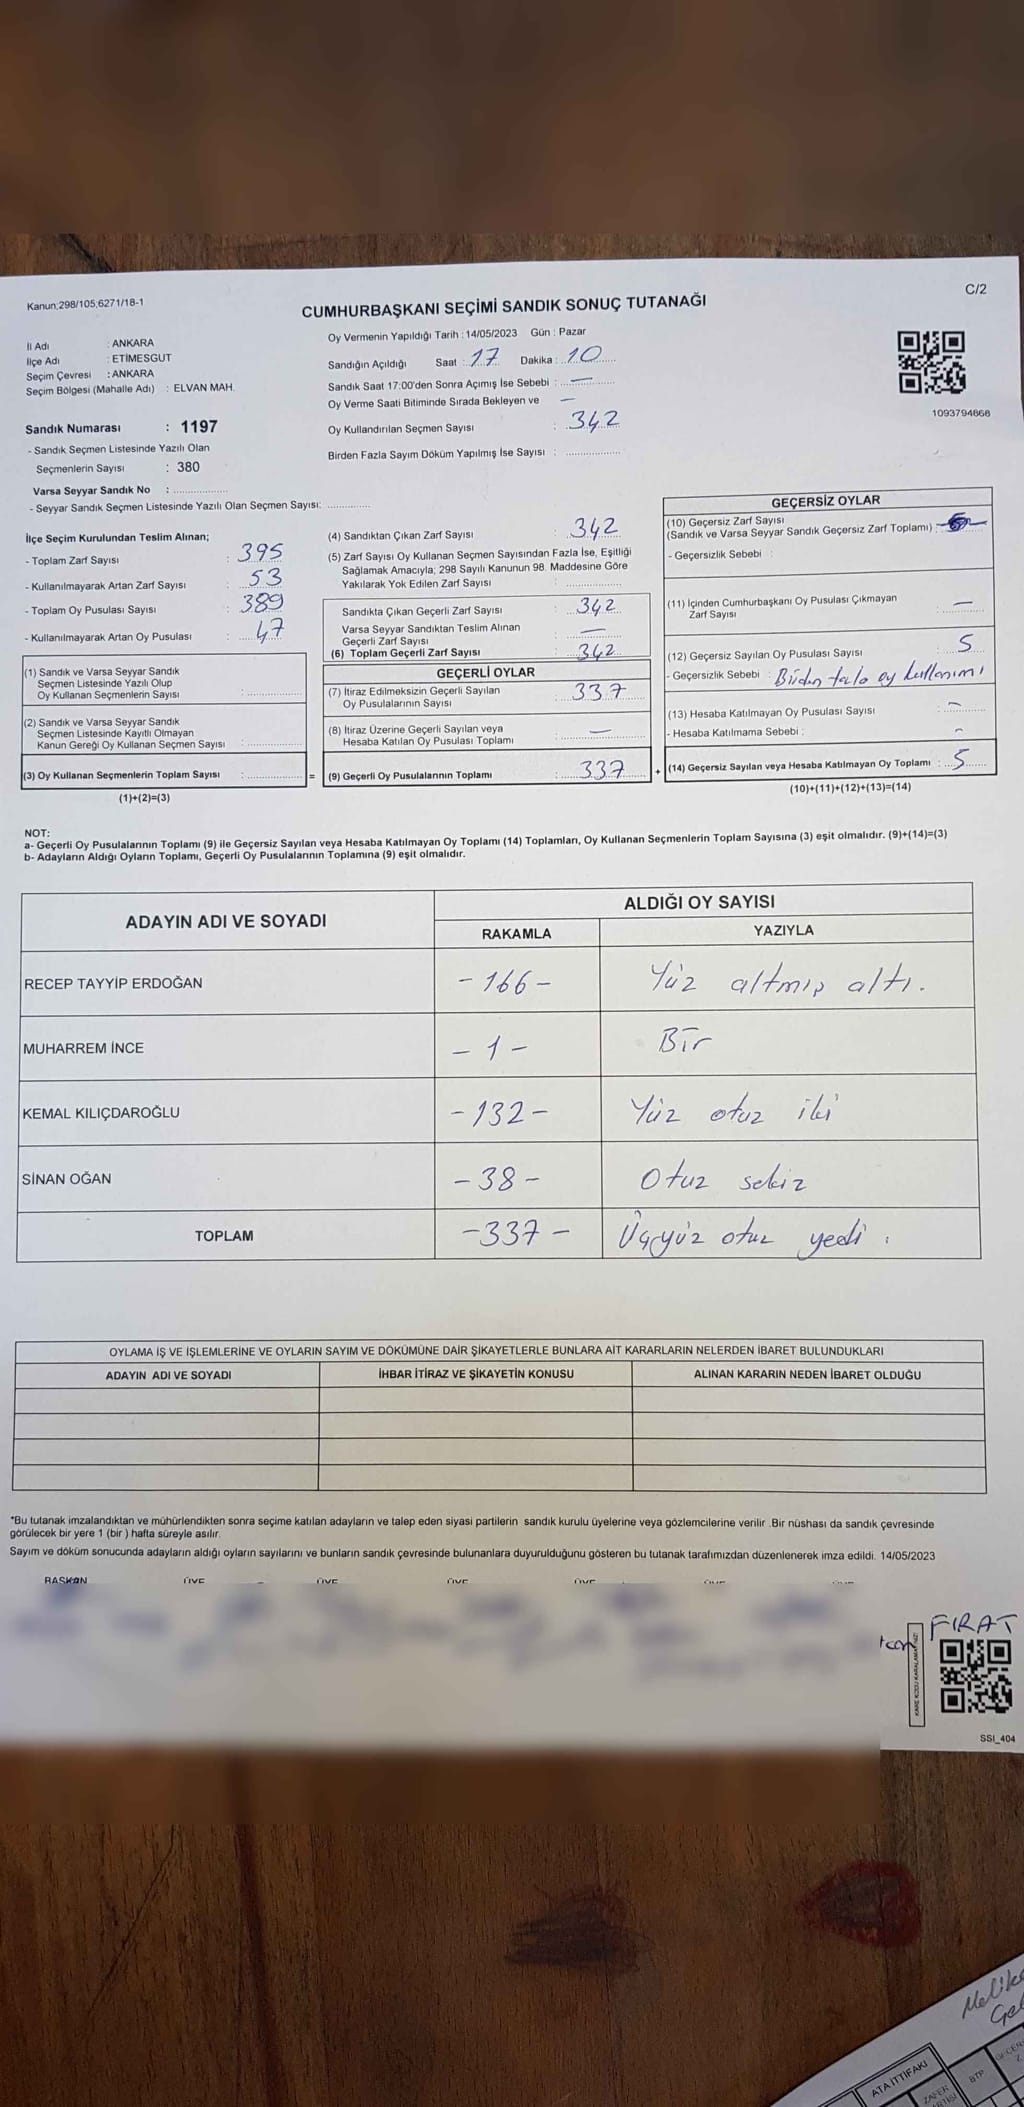 Kanun;298/105;6271/18-1
C/2
CUMHURBAŞKANI SEÇİMİ SANDIK SONUÇ TUTANAĞI
İl Adı : ANKARA
İlçe Adı : ETİMESGUT
Seçim Çevresi : ANKARA
Seçim Bölgesi (Mahalle Adı) : ELVAN MAH.
Sandık Numarası : 1197
- Sandık Seçmen Listesinde Yazılı Olan
Seçmenlerin Sayısı : 380
Varsa Seyyar Sandık No :
- Seyyar Sandık Seçmen Listesinde Yazılı Olan Seçmen Sayısı:
Oy Vermenin Yapıldığı Tarih : 14/05/2023 Gün : Pazar
Sandığın Açıldığı Saat : 17 Dakika : 10
Sandık Saat 17:00'den Sonra Açımış İse Sebebi : —
Oy Verme Saati Bitiminde Sırada Bekleyen ve —
Oy Kullandırılan Seçmen Sayısı : 342
Birden Fazla Sayım Döküm Yapılmış İse Sayısı :
1093794868
İlçe Seçim Kurulundan Teslim Alınan;
- Toplam Zarf Sayısı : 395
- Kullanılmayarak Artan Zarf Sayısı : 53
- Toplam Oy Pusulası Sayısı : 389
- Kullanılmayarak Artan Oy Pusulası : 47
(1) Sandık ve Varsa Seyyar Sandık
Seçmen Listesinde Yazılı Olup
Oy Kullanan Seçmenlerin Sayısı :
(2) Sandık ve Varsa Seyyar Sandık
Seçmen Listesinde Kayıtlı Olmayan
Kanun Gereği Oy Kullanan Seçmen Sayısı :
(3) Oy Kullanan Seçmenlerin Toplam Sayısı : =
(1)+(2)=(3)
(4) Sandıktan Çıkan Zarf Sayısı : 342
(5) Zarf Sayısı Oy Kullanan Seçmen Sayısından Fazla İse, Eşitliği
Sağlamak Amacıyla; 298 Sayılı Kanunun 98. Maddesine Göre
Yakılarak Yok Edilen Zarf Sayısı :
Sandıkta Çıkan Geçerli Zarf Sayısı : 342
Varsa Seyyar Sandıktan Teslim Alınan
Geçerli Zarf Sayısı : —
(6) Toplam Geçerli Zarf Sayısı : 342
GEÇERLİ OYLAR
(7) İtiraz Edilmeksizin Geçerli Sayılan
Oy Pusulalarının Sayısı : 337
(8) İtiraz Üzerine Geçerli Sayılan veya
Hesaba Katılan Oy Pusulası Toplamı : —
(9) Geçerli Oy Pusulalarının Toplamı : 337 +
GEÇERSİZ OYLAR
(10) Geçersiz Zarf Sayısı
(Sandık ve Varsa Seyyar Sandık Geçersiz Zarf Toplamı) :
- Geçersizlik Sebebi :
(11) İçinden Cumhurbaşkanı Oy Pusulası Çıkmayan
Zarf Sayısı : —
(12) Geçersiz Sayılan Oy Pusulası Sayısı : 5
- Geçersizlik Sebebi : Birden fazla oy kullanımı
(13) Hesaba Katılmayan Oy Pusulası Sayısı : —
- Hesaba Katılmama Sebebi : —
(14) Geçersiz Sayılan veya Hesaba Katılmayan Oy Toplamı : 5
(10)+(11)+(12)+(13)=(14)
NOT:
a- Geçerli Oy Pusulalarının Toplamı (9) ile Geçersiz Sayılan veya Hesaba Katılmayan Oy Toplamı (14) Toplamları, Oy Kullanan Seçmenlerin Toplam Sayısına (3) eşit olmalıdır. (9)+(14)=(3)
b- Adayların Aldığı Oyların Toplamı, Geçerli Oy Pusulalarının Toplamına (9) eşit olmalıdır.
ADAYIN ADI VE SOYADI
ALDIĞI OY SAYISI
RAKAMLA YAZIYLA
RECEP TAYYİP ERDOĞAN - 166 - Yüz altmış altı.
MUHARREM İNCE - 1 - Bir
KEMAL KILIÇDAROĞLU - 132 - Yüz otuz iki
SİNAN OĞAN - 38 - Otuz sekiz
TOPLAM - 337 - Üçyüz otuz yedi.
OYLAMA İŞ VE İŞLEMLERİNE VE OYLARIN SAYIM VE DÖKÜMÜNE DAİR ŞİKAYETLERLE BUNLARA AİT KARARLARIN NELERDEN İBARET BULUNDUKLARI
ADAYIN ADI VE SOYADI İHBAR İTİRAZ VE ŞİKAYETİN KONUSU ALINAN KARARIN NEDEN İBARET OLDUĞU
*Bu tutanak imzalandıktan ve mühürlendikten sonra seçime katılan adayların ve talep eden siyasi partilerin sandık kurulu üyelerine veya gözlemcilerine verilir .Bir nüshası da sandık çevresinde
görülecek bir yere 1 (bir ) hafta süreyle asılır.
Sayım ve döküm sonucunda adayların aldığı oyların sayılarını ve bunların sandık çevresinde bulunanlara duyurulduğunu gösteren bu tutanak tarafımızdan düzenlenerek imza edildi. 14/05/2023
BAŞKAN ÜYE ÜYE ÜYE ÜYE ÜYE ÜYE
FIRAT
KARE KODU KARALAMAYINIZ!
SSI_404
Melike
ATA İTTİFAKI
ZAFER
BTP